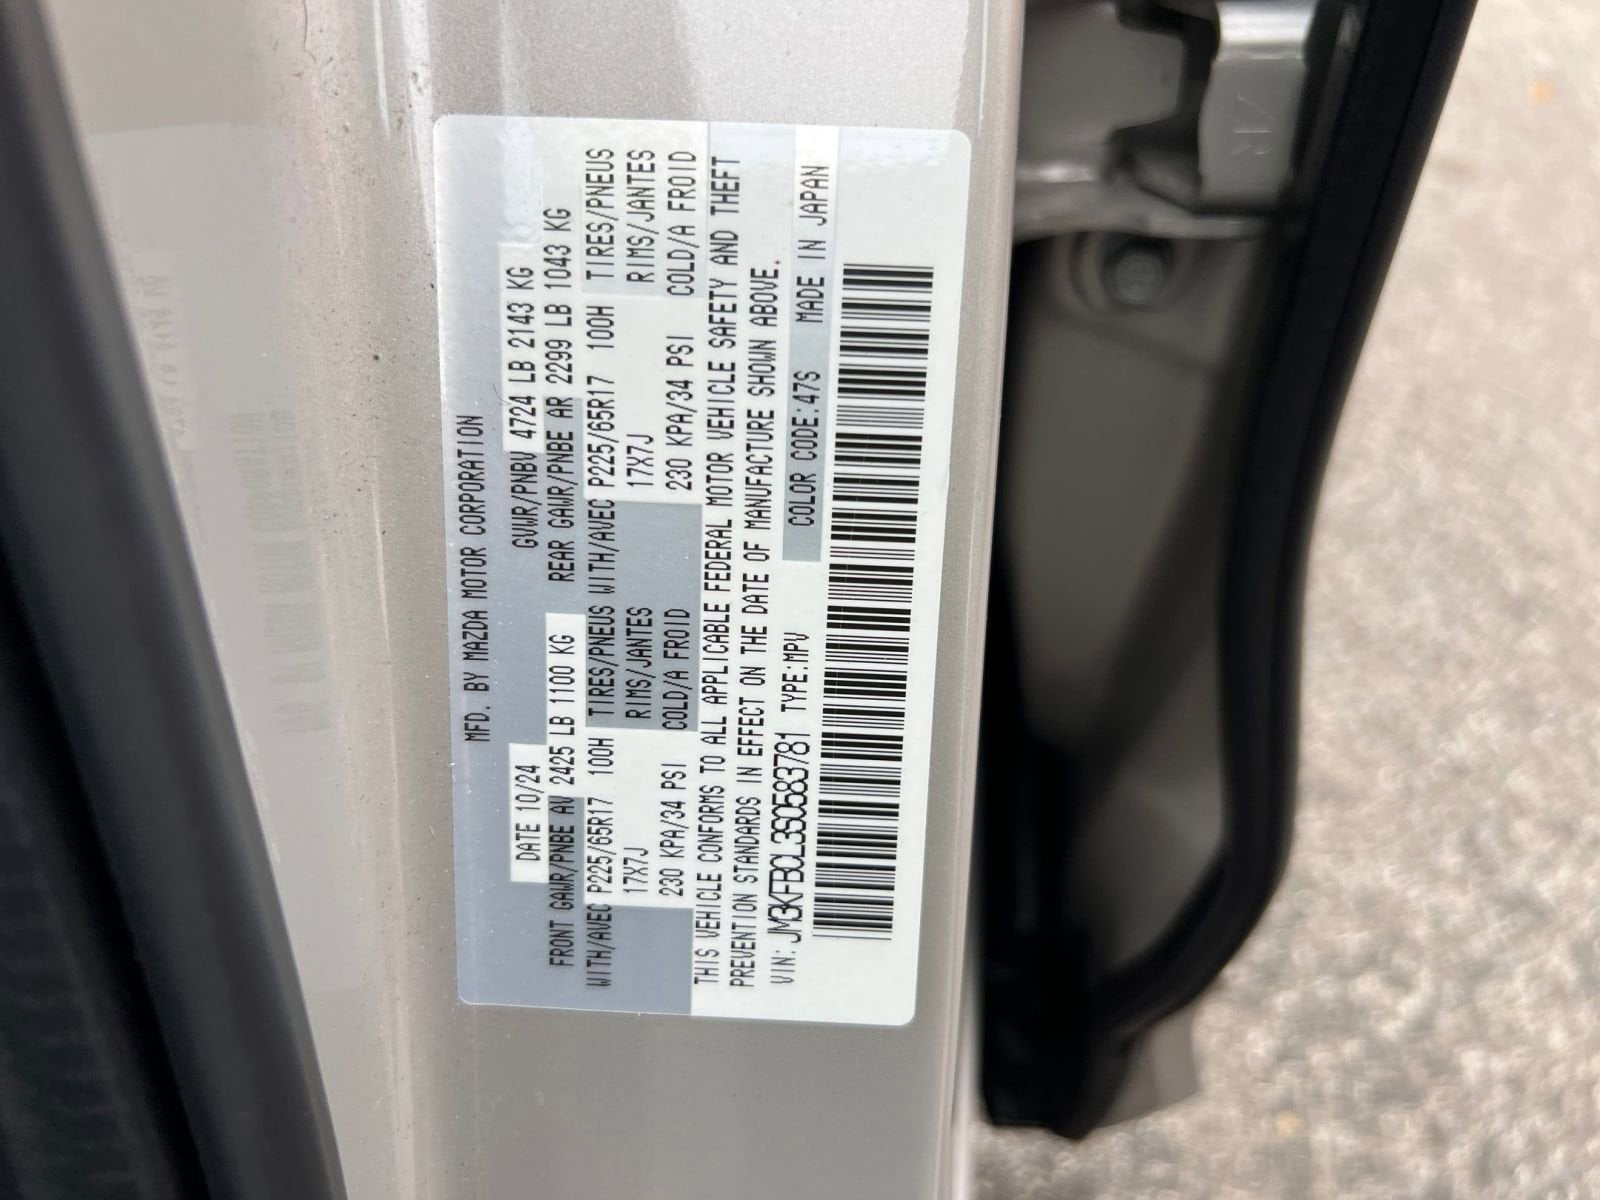 MFD. BY MAZDA MOTOR CORPORATION
DATE 10/24 GVWR/PNBV 4724 LB 2143 KG
FRONT GAWR/PNBE AV 2425 LB 1100 KG REAR GAWR/PNBE AR 2299 LB 1043 KG
WITH/AVEC P225/65R17 100H TIRES/PNEUS WITH/AVEC P225/65R17 100H TIRES/PNEUS
17X7J RIMS/JANTES 17X7J RIMS/JANTES
230 KPA/34 PSI COLD/A FROID 230 KPA/34 PSI COLD/A FROID
THIS VEHICLE CONFORMS TO ALL APPLICABLE FEDERAL MOTOR VEHICLE SAFETY AND THEFT
PREVENTION STANDARDS IN EFFECT ON THE DATE OF MANUFACTURE SHOWN ABOVE.
VIN: JM3KFBCL3S0583781 TYPE:MPV COLOR CODE:47S MADE IN JAPAN